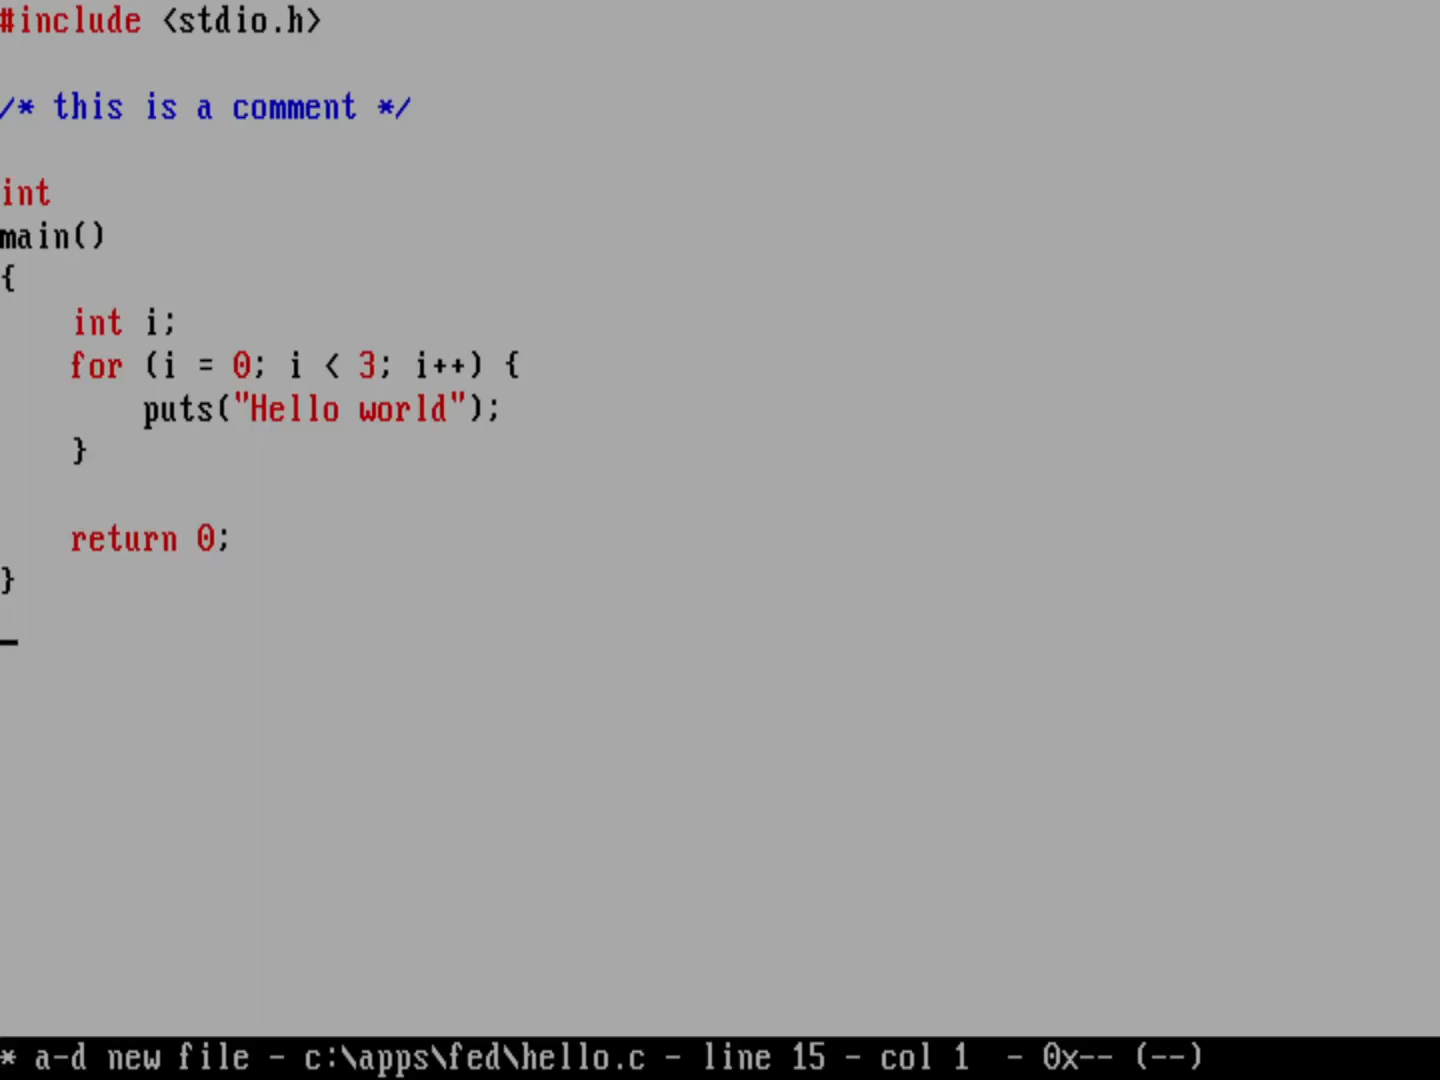 #include <stdio.h>
/* this is a comment */
int
main()
{
    int i;
    for (i = 0; i < 3; i++) {
        puts("Hello world");
    }
    return 0;
}
* a-d new file - c:\apps\fed\hello.c - line 15 - col 1  - 0x-- (--)